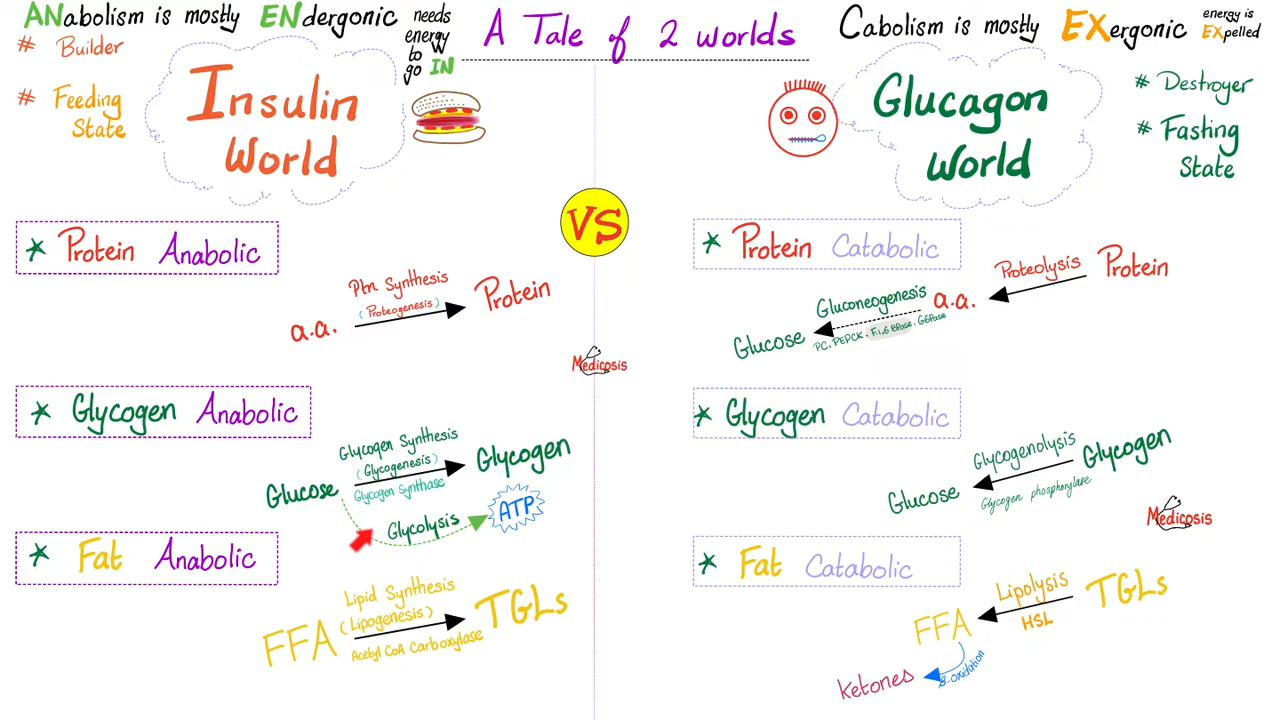 ANabolism is mostly ENdergonic
needs
energy
to
go IN
# Builder
# Feeding
State
Insulin
World
A Tale of 2 worlds
Cabolism is mostly EXergonic
energy is
EXpelled
Glucagon
World
# Destroyer
# Fasting
State
VS
* Protein Anabolic
a.a.
Ptn Synthesis
(Proteogenesis)
Protein
* Glycogen Anabolic
Glucose
Glycogen Synthesis
(Glycogenesis)
Glycogen Synthase
Glycogen
Glycolysis
ATP
* Fat Anabolic
FFA
Lipid Synthesis
(Lipogenesis)
Acetyl CoA Carboxylase
TGLs
Medicosis
* Protein Catabolic
Protein
Proteolysis
a.a.
Gluconeogenesis
PC, PEPCK, F1,6 BPase, G6Pase
Glucose
* Glycogen Catabolic
Glycogen
Glycogenolysis
Glycogen phosphorylase
Glucose
Medicosis
* Fat Catabolic
TGLs
Lipolysis
HSL
FFA
β-oxidation
Ketones